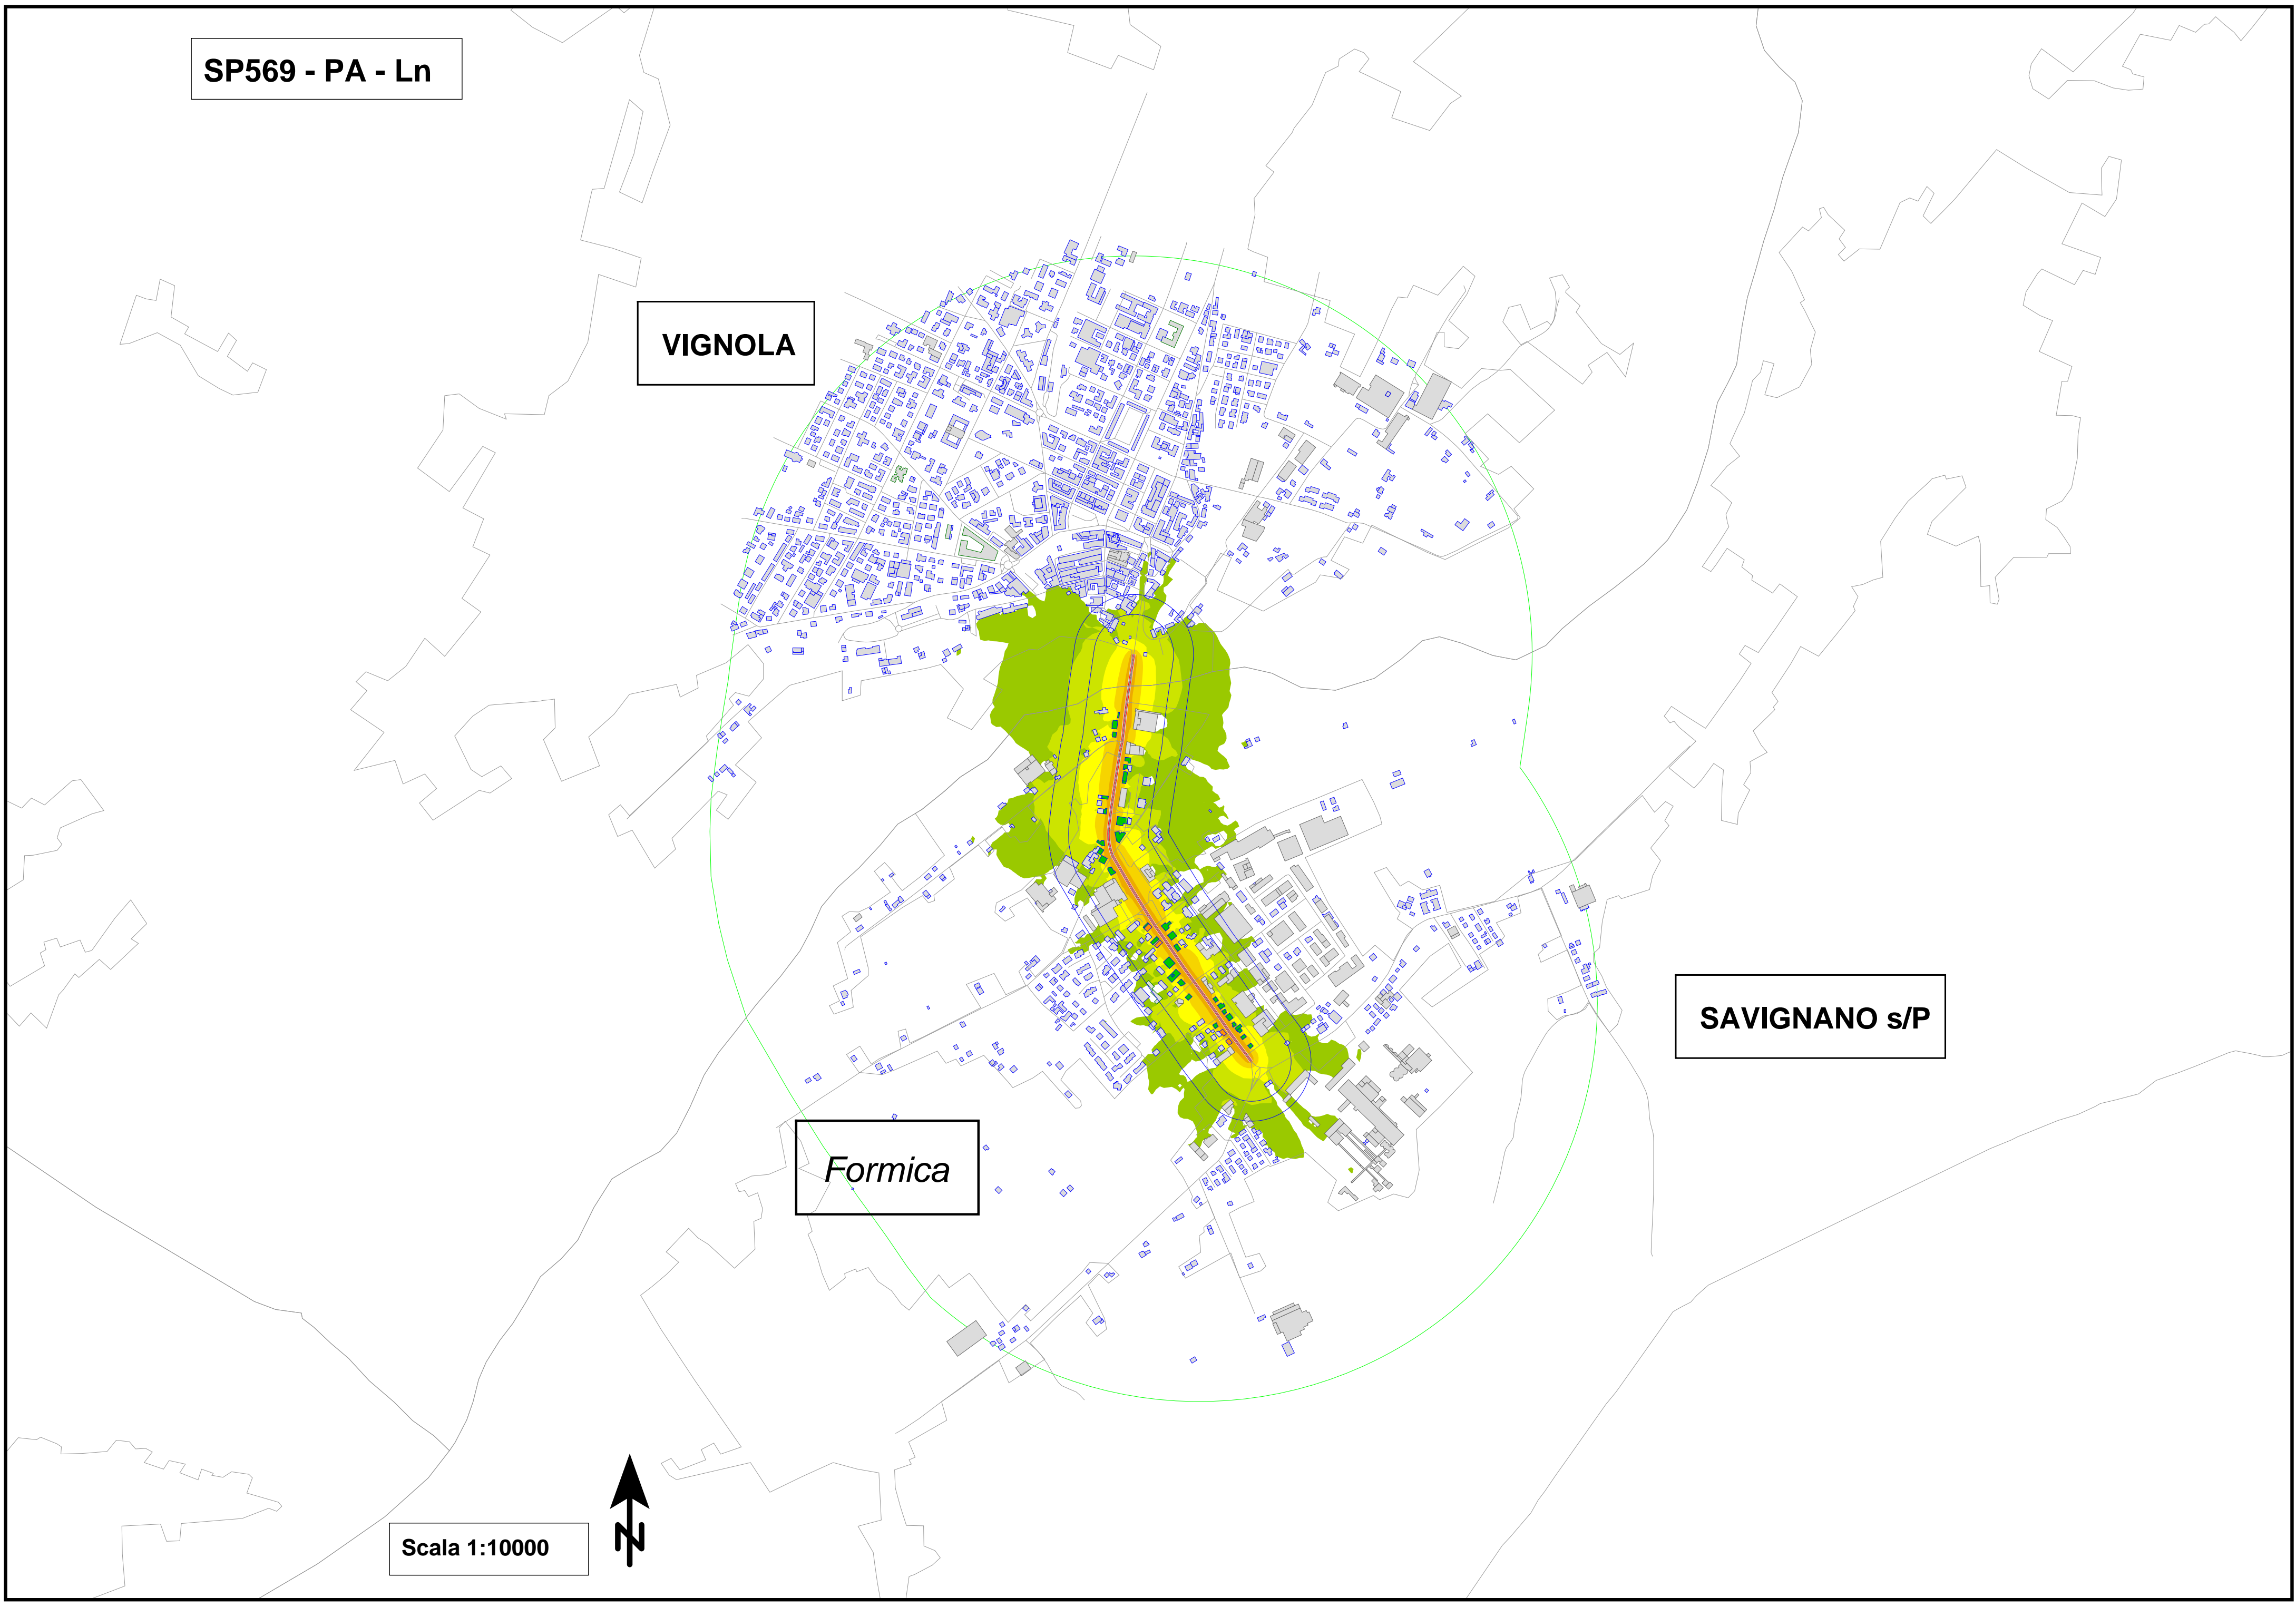 SP569 - PA - Ln
VIGNOLA
SAVIGNANO s/P
Formica
Scala 1:10000
N